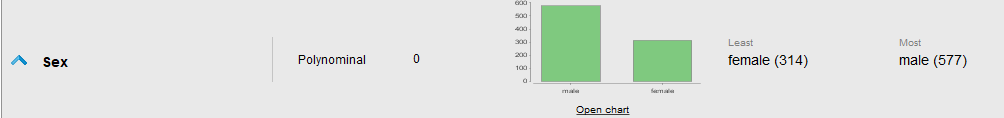 Sex
Polynominal
0
600
500
400
300
200
100
0
male female
Open chart
Least
female (314)
Most
male (577)